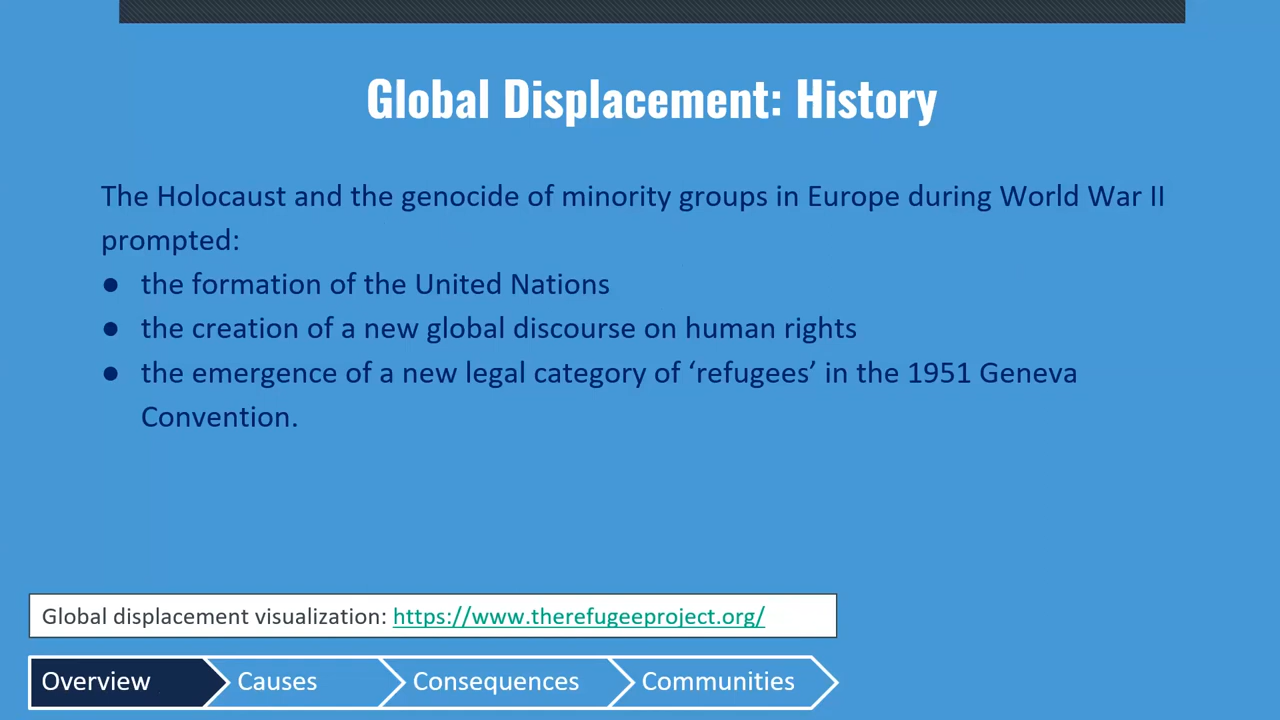 Global Displacement: History
The Holocaust and the genocide of minority groups in Europe during World War II
prompted:
● the formation of the United Nations
● the creation of a new global discourse on human rights
● the emergence of a new legal category of ‘refugees’ in the 1951 Geneva
Convention.
Global displacement visualization: https://www.therefugeeproject.org/
Overview Causes Consequences Communities